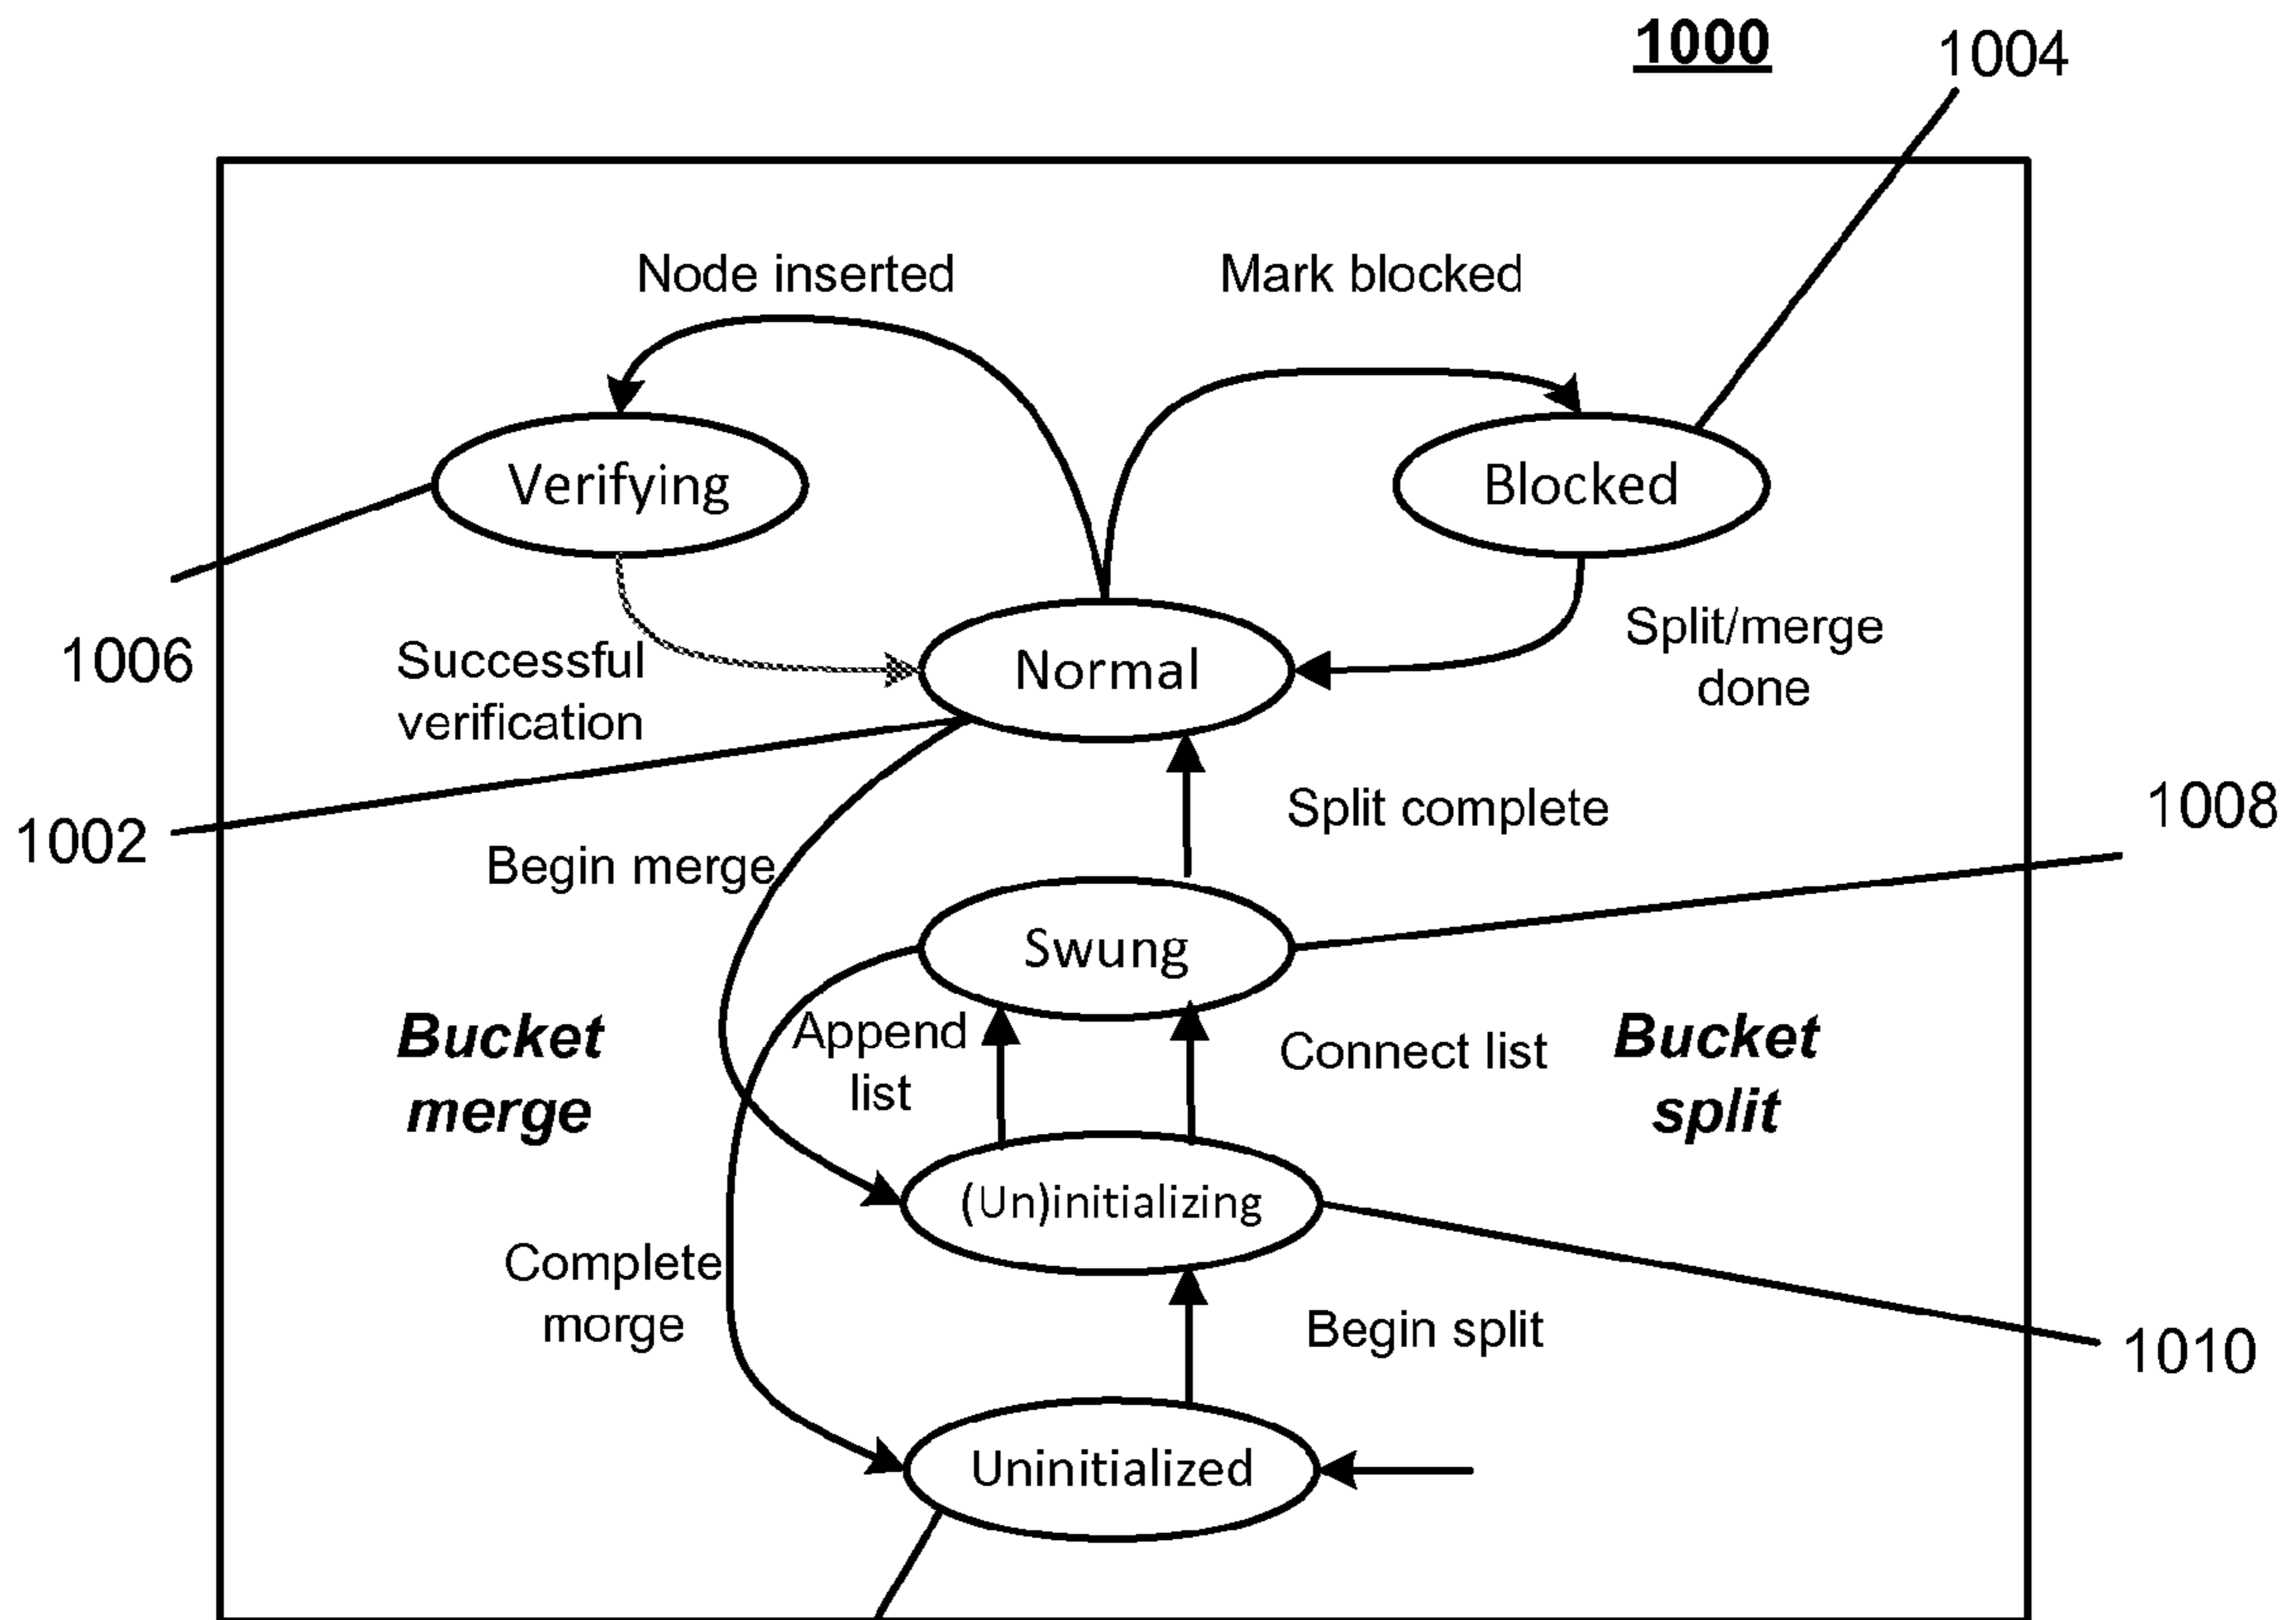 1000
1004
Node inserted
Mark blocked
Verifying
Blocked
1006
Successful
verification
Normal
Split/merge
done
1002
Begin merge
Split complete
1008
Swung
Bucket
merge
Append
list
Connect list
Bucket
split
(Un)initializing
Complete
morge
Begin split
1010
Uninitialized